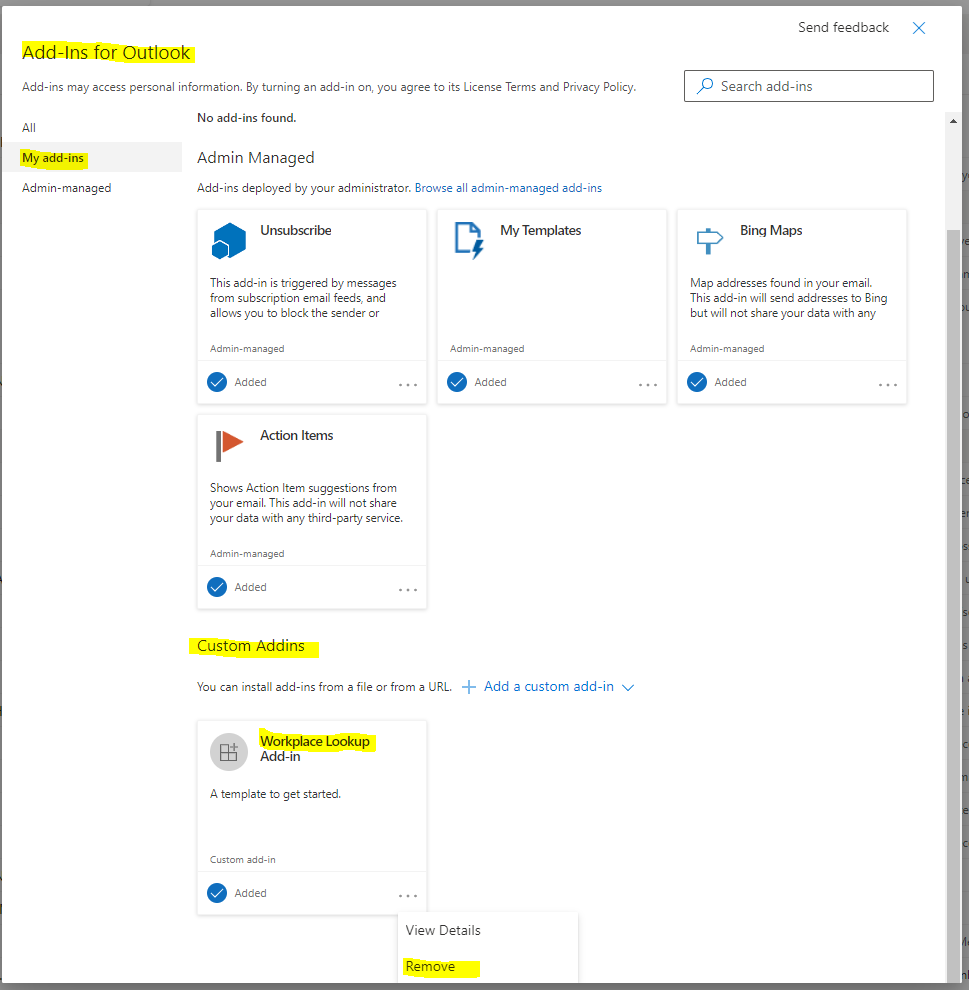 Send feedback
Add-Ins for Outlook
Add-ins may access personal information. By turning an add-in on, you agree to its License Terms and Privacy Policy.
Search add-ins
All
My add-ins
Admin-managed
No add-ins found.
Admin Managed
Add-ins deployed by your administrator. Browse all admin-managed add-ins
Unsubscribe
This add-in is triggered by messages
from subscription email feeds, and
allows you to block the sender or
Admin-managed
Added
My Templates
Admin-managed
Added
Bing Maps
Map addresses found in your email.
This add-in will send addresses to Bing
but will not share your data with any
Admin-managed
Added
Action Items
Shows Action Item suggestions from
your email. This add-in will not share
your data with any third-party service.
Admin-managed
Added
Custom Addins
You can install add-ins from a file or from a URL. Add a custom add-in
Workplace Lookup
Add-in
A template to get started.
Custom add-in
Added
View Details
Remove